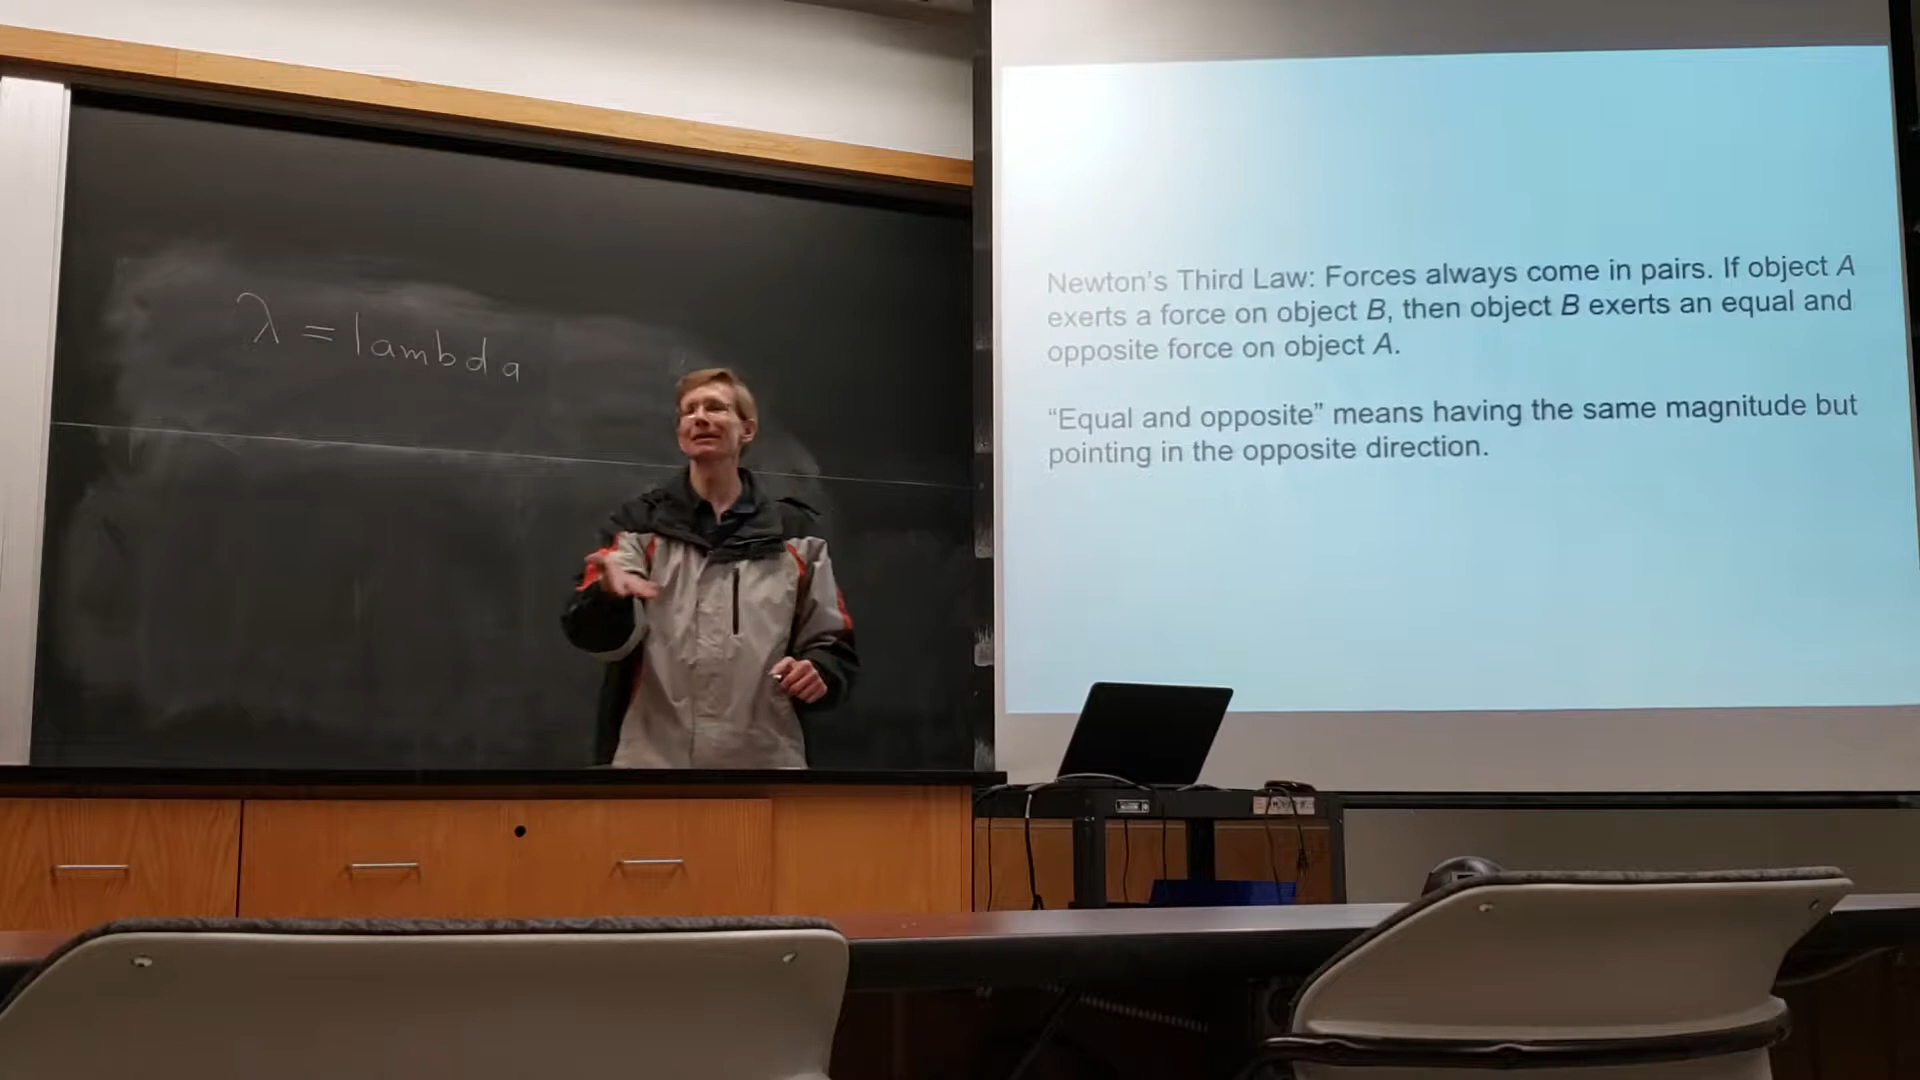 λ = lambda
Newton's Third Law: Forces always come in pairs. If object A
exerts a force on object B, then object B exerts an equal and
opposite force on object A.
“Equal and opposite” means having the same magnitude but
pointing in the opposite direction.